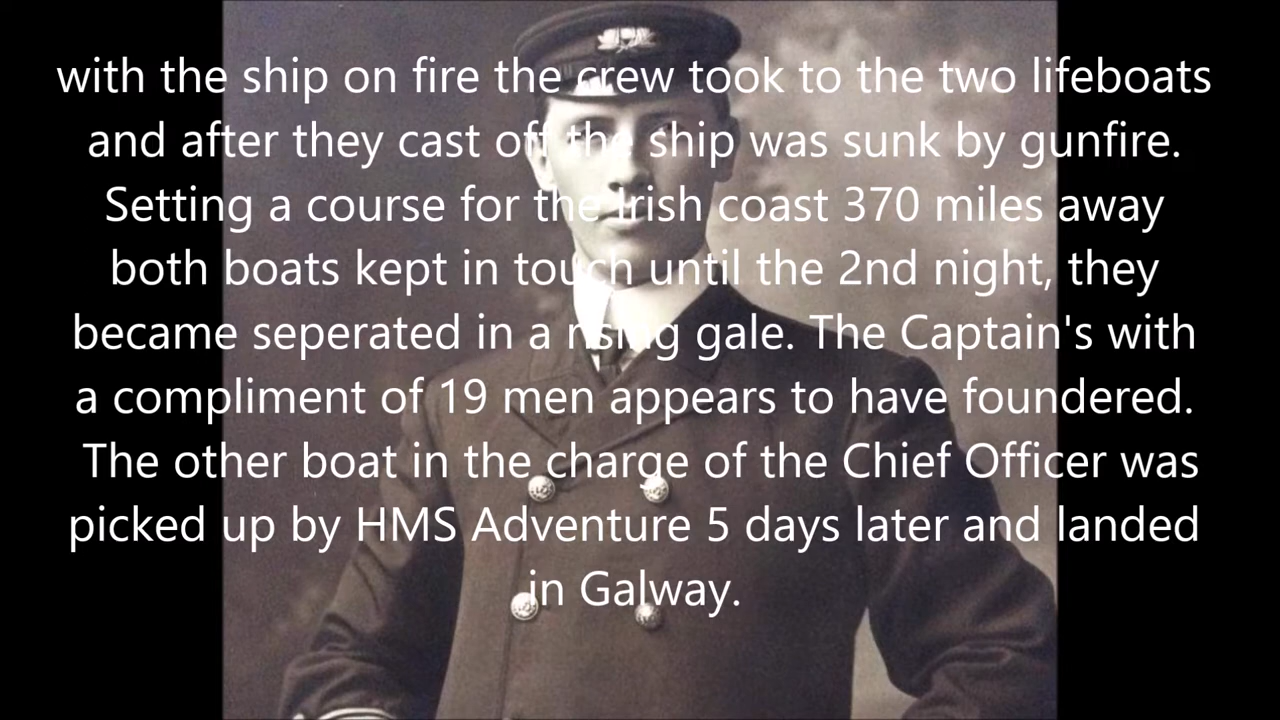 with the ship on fire the crew took to the two lifeboats
and after they cast off the ship was sunk by gunfire.
Setting a course for the Irish coast 370 miles away
both boats kept in touch until the 2nd night, they
became seperated in a rising gale. The Captain's with
a compliment of 19 men appears to have foundered.
The other boat in the charge of the Chief Officer was
picked up by HMS Adventure 5 days later and landed
in Galway.